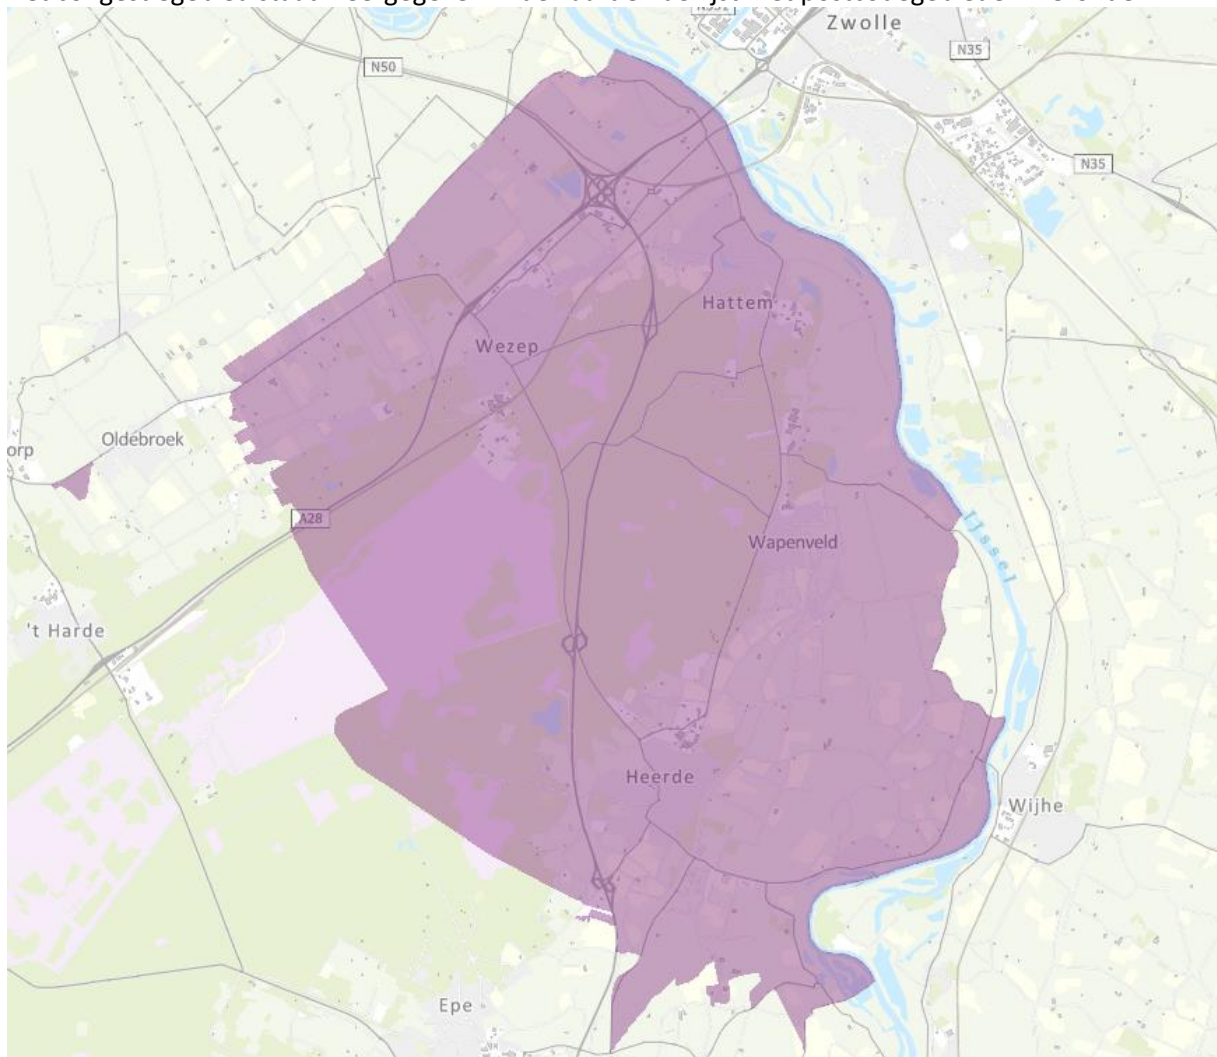 Zwolle
N35
N50
N35
Hattem
Wezep
Oldebroek
orp
A28
IJssel
Wapenveld
't Harde
Heerde
Wijhe
Epe